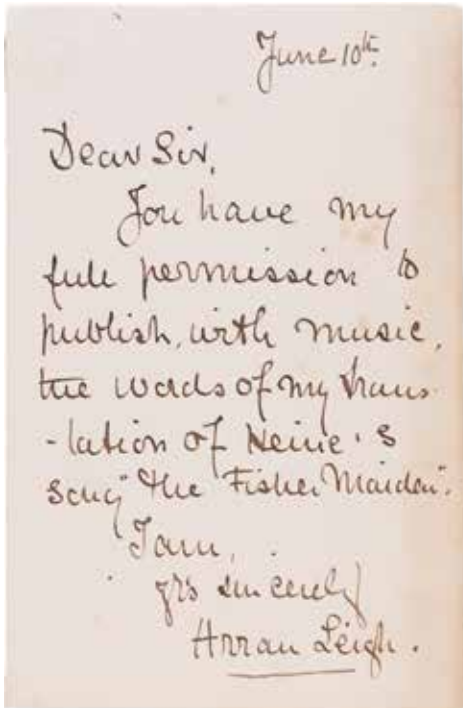 June 10th.
Dear Sir,
You have my
full permission to
publish, with music,
the words of my trans-
-lation of Heine's
song "the Fisher Maiden".
I am,
yrs sincerely
Arran Leigh.